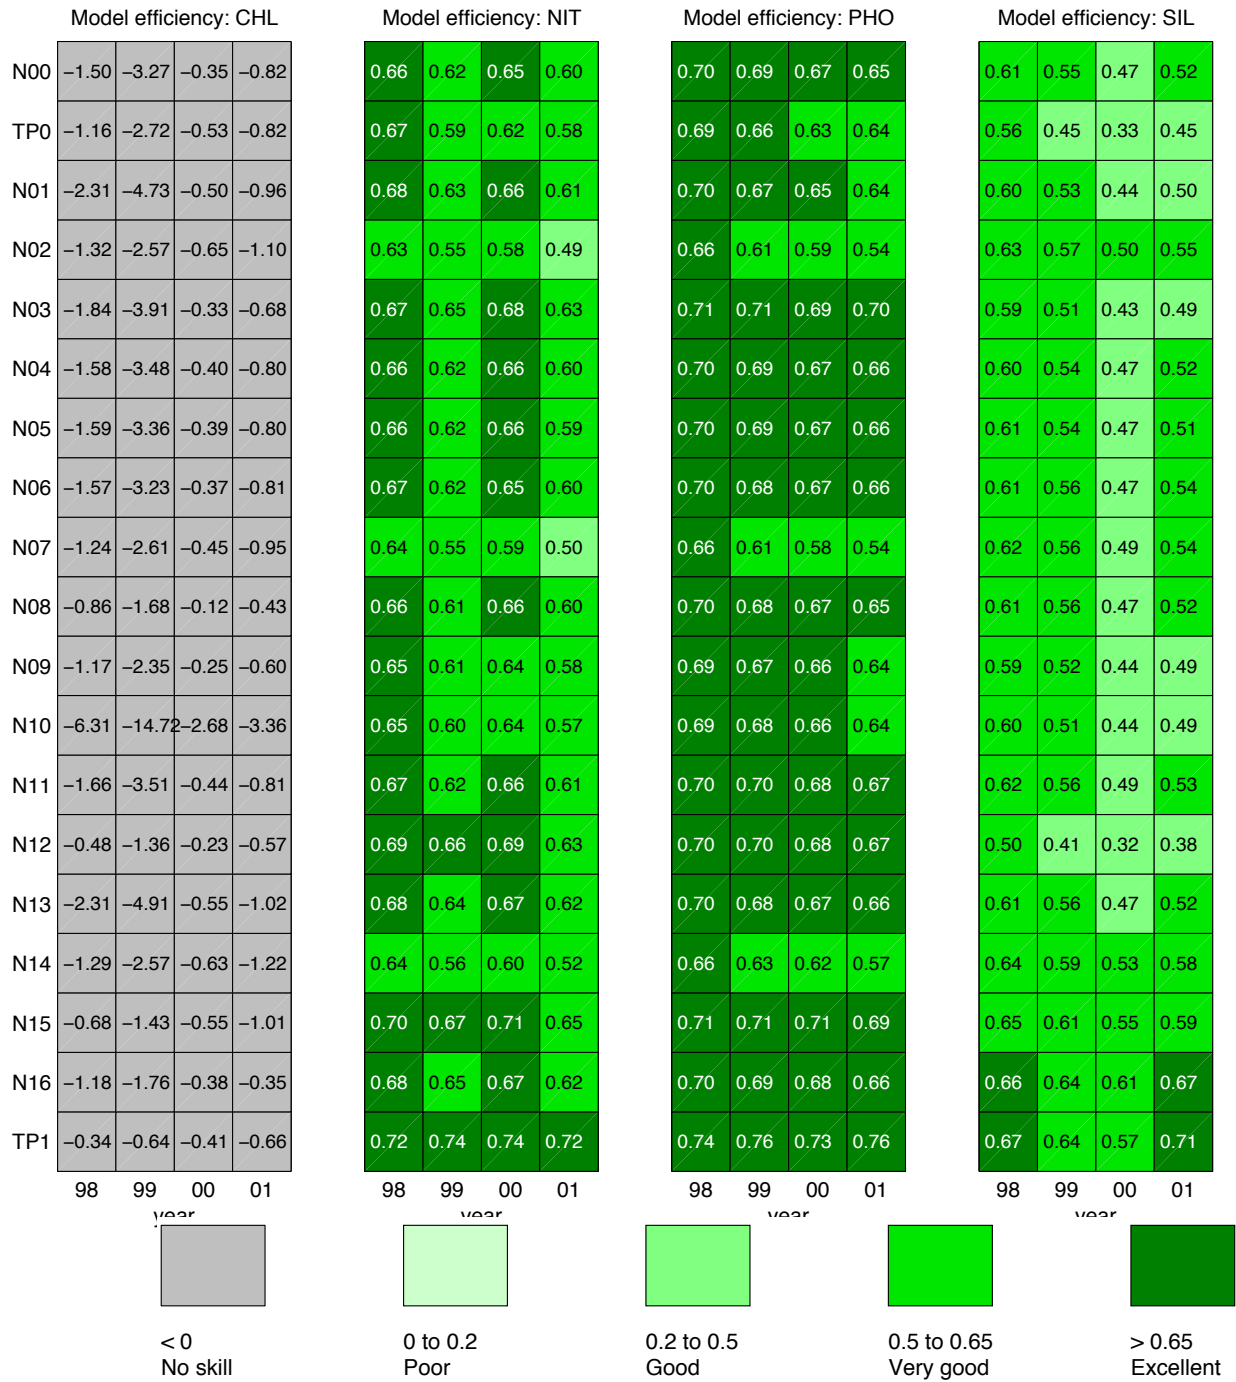 Model efficiency: CHL Model efficiency: NIT Model efficiency: PHO Model efficiency: SIL
N00 −1.50 −3.27 −0.35 −0.82 0.66 0.62 0.65 0.60 0.70 0.69 0.67 0.65 0.61 0.55 0.47 0.52
TP0 −1.16 −2.72 −0.53 −0.82 0.67 0.59 0.62 0.58 0.69 0.66 0.63 0.64 0.56 0.45 0.33 0.45
N01 −2.31 −4.73 −0.50 −0.96 0.68 0.63 0.66 0.61 0.70 0.67 0.65 0.64 0.60 0.53 0.44 0.50
N02 −1.32 −2.57 −0.65 −1.10 0.63 0.55 0.58 0.49 0.66 0.61 0.59 0.54 0.63 0.57 0.50 0.55
N03 −1.84 −3.91 −0.33 −0.68 0.67 0.65 0.68 0.63 0.71 0.71 0.69 0.70 0.59 0.51 0.43 0.49
N04 −1.58 −3.48 −0.40 −0.80 0.66 0.62 0.66 0.60 0.70 0.69 0.67 0.66 0.60 0.54 0.47 0.52
N05 −1.59 −3.36 −0.39 −0.80 0.66 0.62 0.66 0.59 0.70 0.69 0.67 0.66 0.61 0.54 0.47 0.51
N06 −1.57 −3.23 −0.37 −0.81 0.67 0.62 0.65 0.60 0.70 0.68 0.67 0.66 0.61 0.56 0.47 0.54
N07 −1.24 −2.61 −0.45 −0.95 0.64 0.55 0.59 0.50 0.66 0.61 0.58 0.54 0.62 0.56 0.49 0.54
N08 −0.86 −1.68 −0.12 −0.43 0.66 0.61 0.66 0.60 0.70 0.68 0.67 0.65 0.61 0.56 0.47 0.52
N09 −1.17 −2.35 −0.25 −0.60 0.65 0.61 0.64 0.58 0.69 0.67 0.66 0.64 0.59 0.52 0.44 0.49
N10 −6.31 −14.72 −2.68 −3.36 0.65 0.60 0.64 0.57 0.69 0.68 0.66 0.64 0.60 0.51 0.44 0.49
N11 −1.66 −3.51 −0.44 −0.81 0.67 0.62 0.66 0.61 0.70 0.70 0.68 0.67 0.62 0.56 0.49 0.53
N12 −0.48 −1.36 −0.23 −0.57 0.69 0.66 0.69 0.63 0.70 0.70 0.68 0.67 0.50 0.41 0.32 0.38
N13 −2.31 −4.91 −0.55 −1.02 0.68 0.64 0.67 0.62 0.70 0.68 0.67 0.66 0.61 0.56 0.47 0.52
N14 −1.29 −2.57 −0.63 −1.22 0.64 0.56 0.60 0.52 0.66 0.63 0.62 0.57 0.64 0.59 0.53 0.58
N15 −0.68 −1.43 −0.55 −1.01 0.70 0.67 0.71 0.65 0.71 0.71 0.71 0.69 0.65 0.61 0.55 0.59
N16 −1.18 −1.76 −0.38 −0.35 0.68 0.65 0.67 0.62 0.70 0.69 0.68 0.66 0.66 0.64 0.61 0.67
TP1 −0.34 −0.64 −0.41 −0.66 0.72 0.74 0.74 0.72 0.74 0.76 0.73 0.76 0.67 0.64 0.57 0.71
98 99 00 01 98 99 00 01 98 99 00 01 98 99 00 01
year year year year
< 0 0 to 0.2 0.2 to 0.5 0.5 to 0.65 > 0.65
No skill Poor Good Very good Excellent